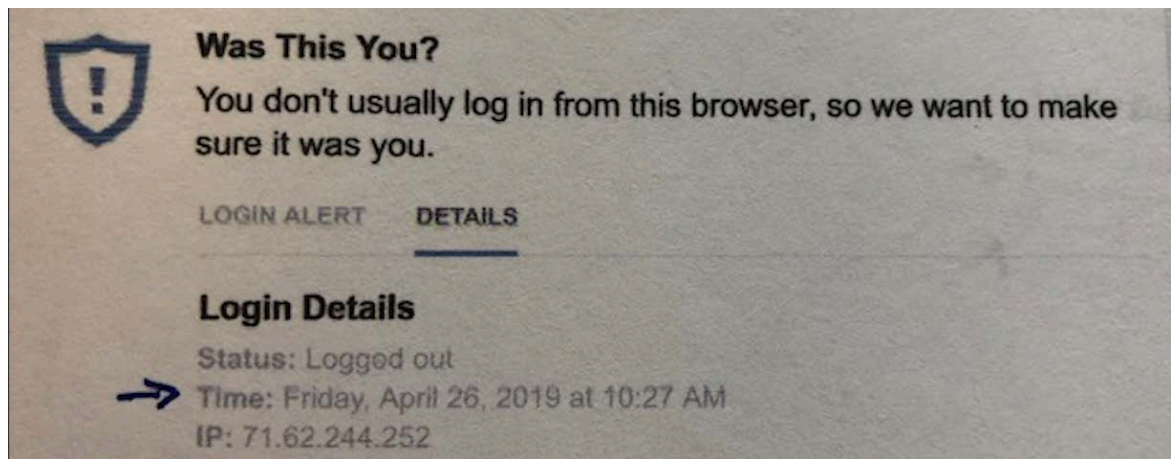 Was This You?
You don't usually log in from this browser, so we want to make
sure it was you.
LOGIN ALERT DETAILS
Login Details
Status: Logged out
Time: Friday, April 26, 2019 at 10:27 AM
IP: 71.62.244.252